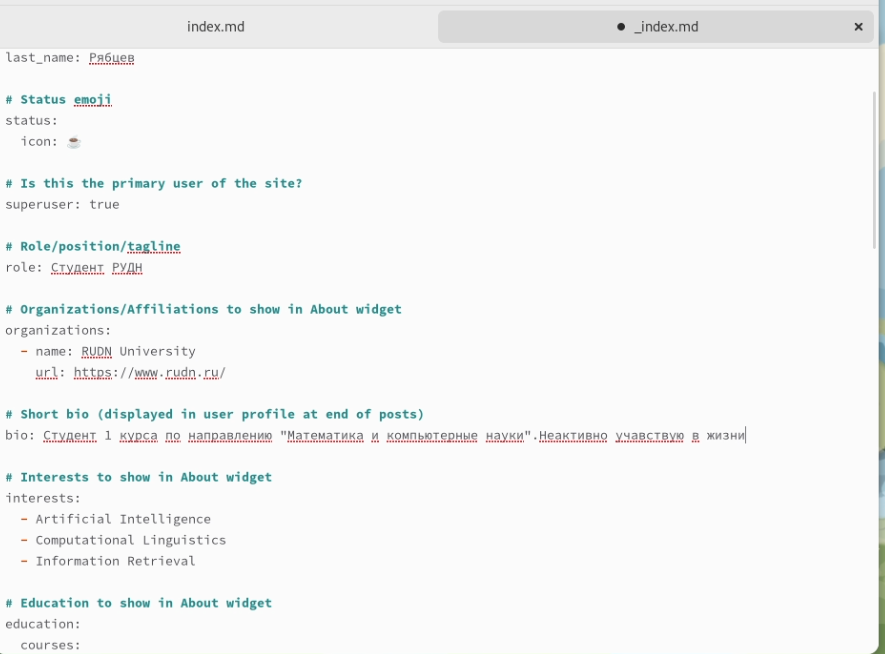 index.md
● _index.md ×
last_name: Рябцев
# Status emoji
status:
  icon: ☕
# Is this the primary user of the site?
superuser: true
# Role/position/tagline
role: Студент РУДН
# Organizations/Affiliations to show in About widget
organizations:
  - name: RUDN University
    url: https://www.rudn.ru/
# Short bio (displayed in user profile at end of posts)
bio: Студент 1 курса по направлению "Математика и компьютерные науки".Неактивно учавствую в жизни
# Interests to show in About widget
interests:
  - Artificial Intelligence
  - Computational Linguistics
  - Information Retrieval
# Education to show in About widget
education:
  courses: